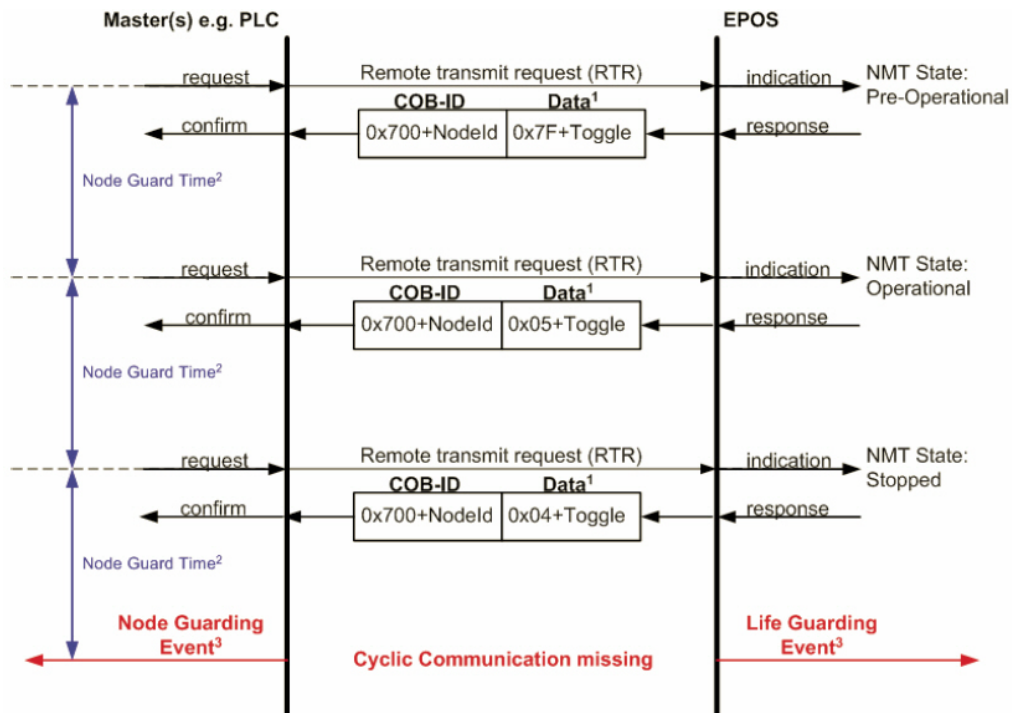 Master(s) e.g. PLC
EPOS
request
Remote transmit request (RTR)
indication
NMT State:
Pre-Operational
COB-ID
Data¹
confirm
0x700+NodeId
0x7F+Toggle
response
Node Guard Time²
request
Remote transmit request (RTR)
indication
NMT State:
Operational
COB-ID
Data¹
confirm
0x700+NodeId
0x05+Toggle
response
Node Guard Time²
request
Remote transmit request (RTR)
indication
NMT State:
Stopped
COB-ID
Data¹
confirm
0x700+NodeId
0x04+Toggle
response
Node Guard Time²
Node Guarding
Event³
Cyclic Communication missing
Life Guarding
Event³